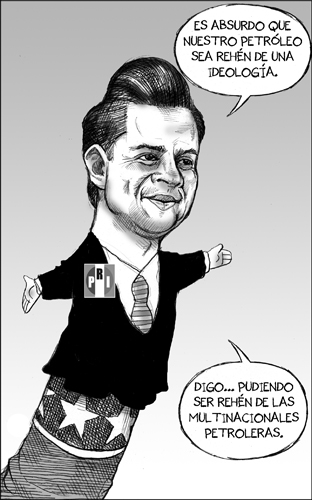 ES ABSURDO QUE
NUESTRO PETRÓLEO
SEA REHÉN DE UNA
IDEOLOGÍA.
PRI
DIGO... PUDIENDO
SER REHÉN DE LAS
MULTINACIONALES
PETROLERAS.